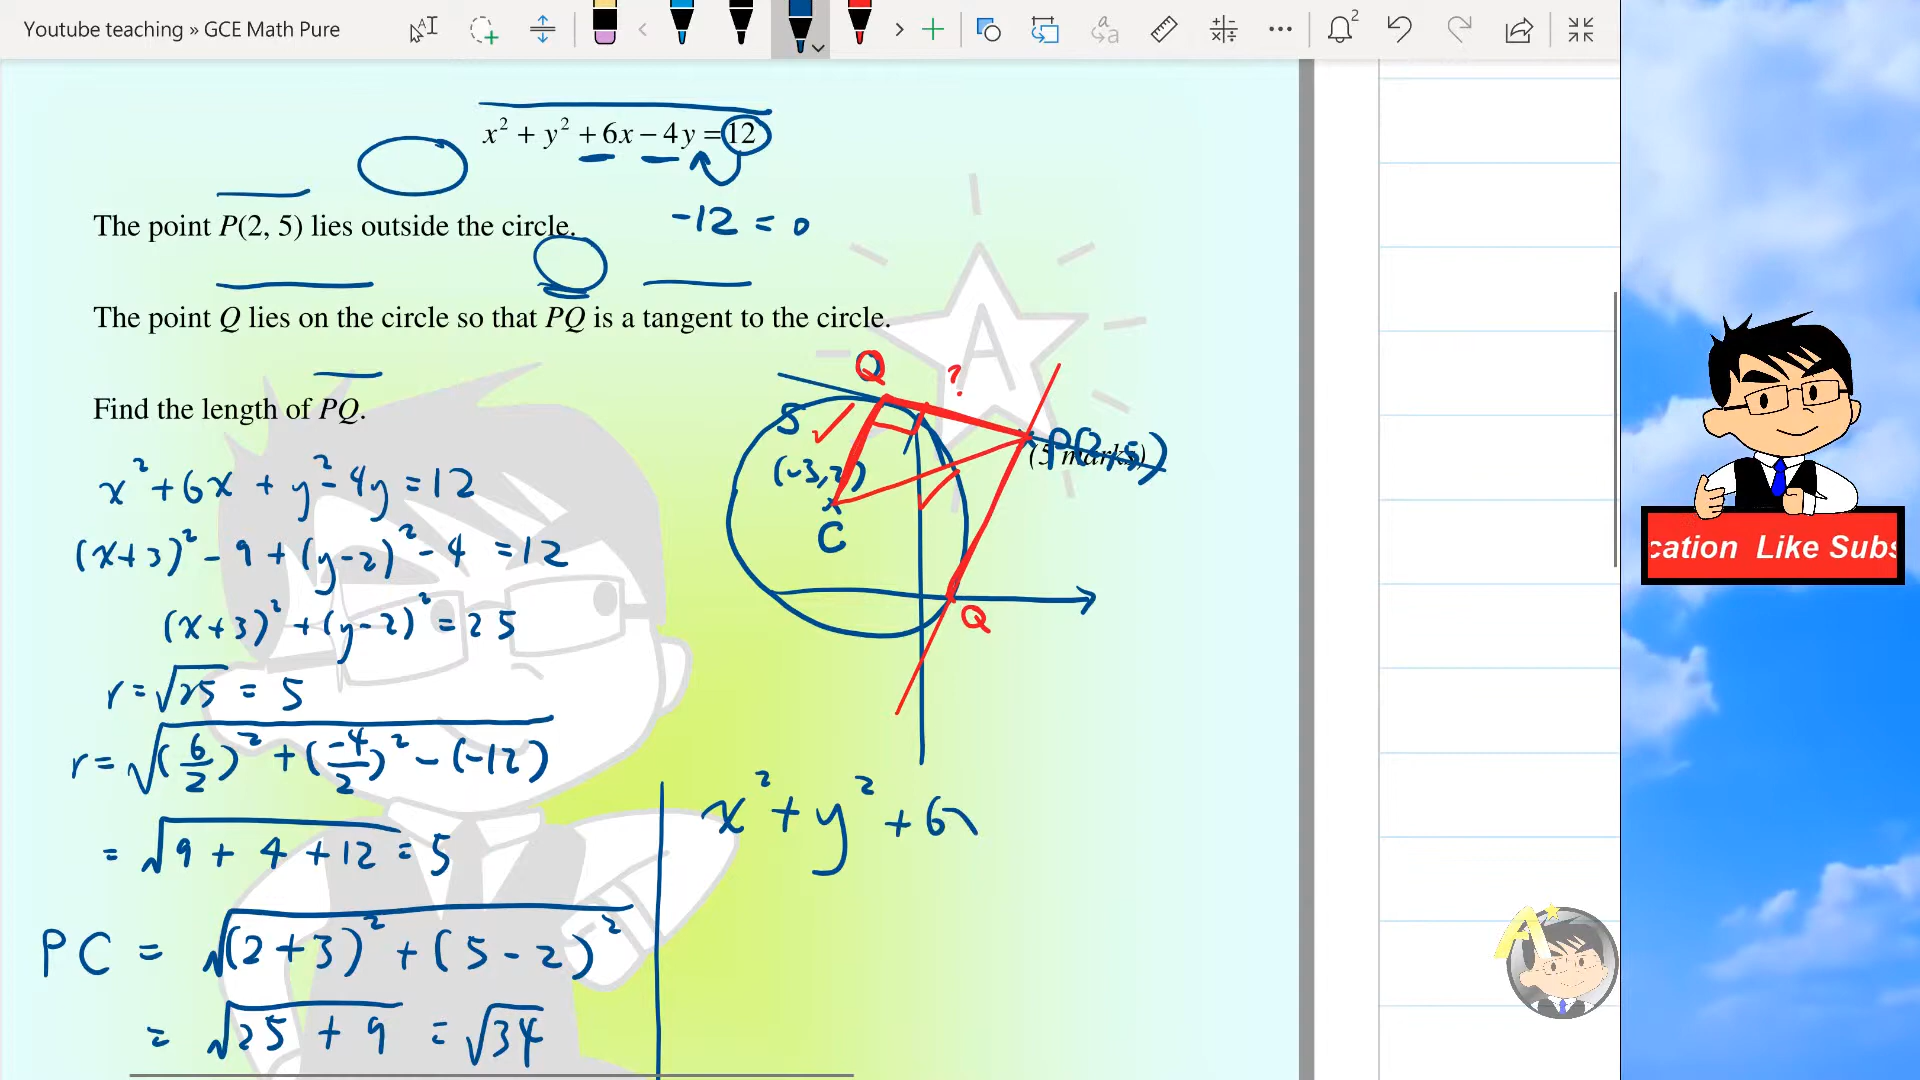 Youtube teaching » GCE Math Pure
x² + y² + 6x − 4y = 12
The point P(2, 5) lies outside the circle.
-12 = 0
The point Q lies on the circle so that PQ is a tangent to the circle.
Find the length of PQ.
(5 marks)
Q
?
5
P(2,5)
(-3,2)
C
Q
x² + 6x + y² - 4y = 12
(x+3)² - 9 + (y-2)² - 4 = 12
(x+3)² + (y-2)² = 25
r = √25 = 5
r = √(6/2)² + (-4/2)² - (-12)
= √9 + 4 + 12 = 5
PC = √(2+3)² + (5-2)²
= √25 + 9 = √34
x² + y² + 6
cation Like Subs
A
A